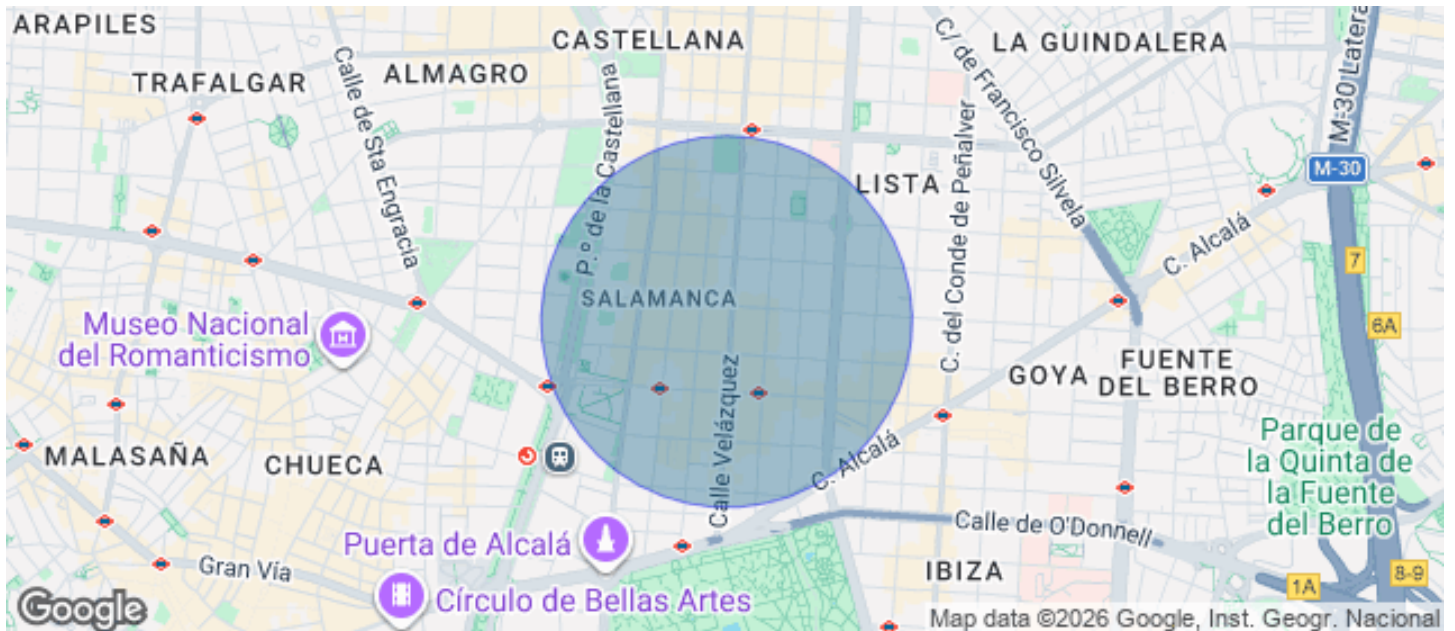 ARAPILES
CASTELLANA
LA GUINDALERA
TRAFALGAR
ALMAGRO
Calle de Sta Engracia
P.º de la Castellana
C/ de Francisco Silvela
M-30 Latera
M-30
LISTA
C. del Conde de Peñalver
C. Alcalá
7
SALAMANCA
Museo Nacional
del Romanticismo
6A
Calle Velázquez
GOYA
FUENTE
DEL BERRO
MALASAÑA
CHUECA
C. Alcalá
Parque de
la Quinta de
la Fuente
del Berro
Puerta de Alcalá
Calle de O'Donnell
Gran Vía
IBIZA
8-9
1A
Círculo de Bellas Artes
Google
Map data ©2026 Google, Inst. Geogr. Nacional